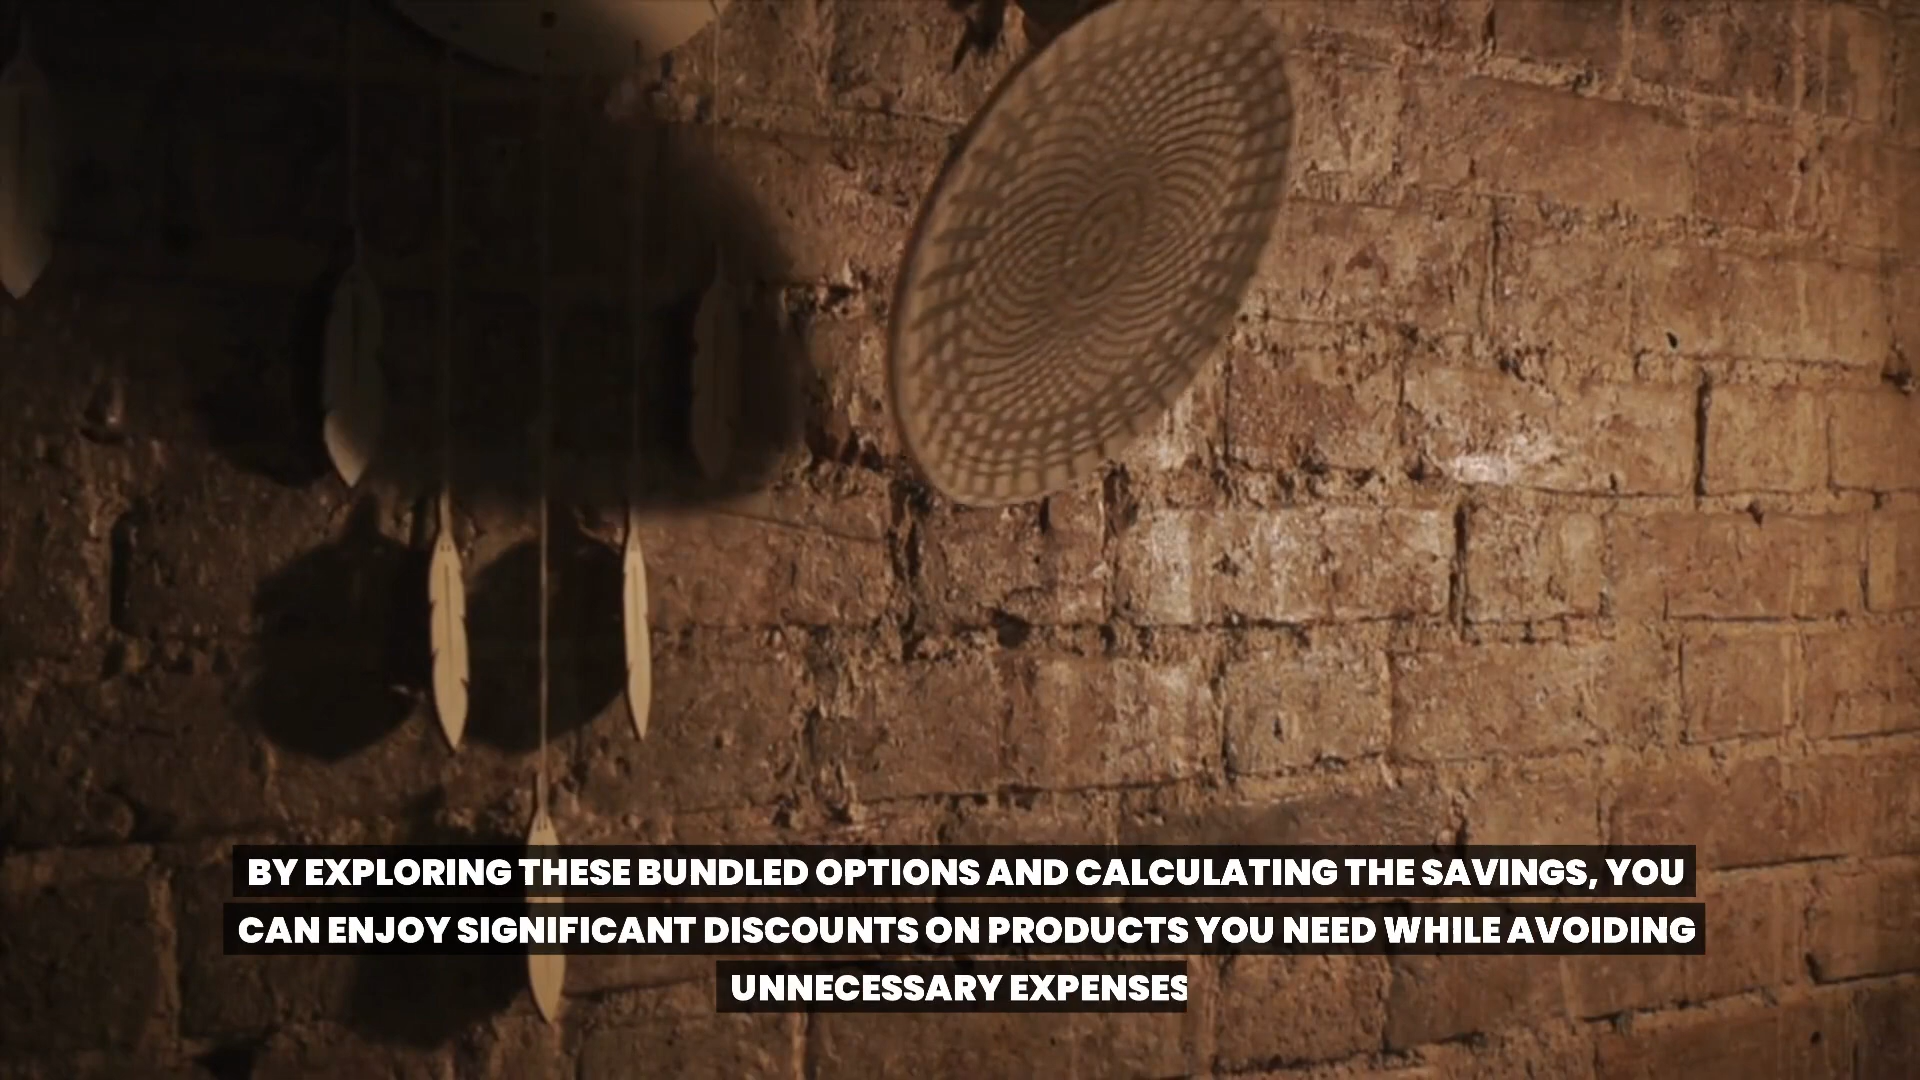 BY EXPLORING THESE BUNDLED OPTIONS AND CALCULATING THE SAVINGS, YOU
CAN ENJOY SIGNIFICANT DISCOUNTS ON PRODUCTS YOU NEED WHILE AVOIDING
UNNECESSARY EXPENSES